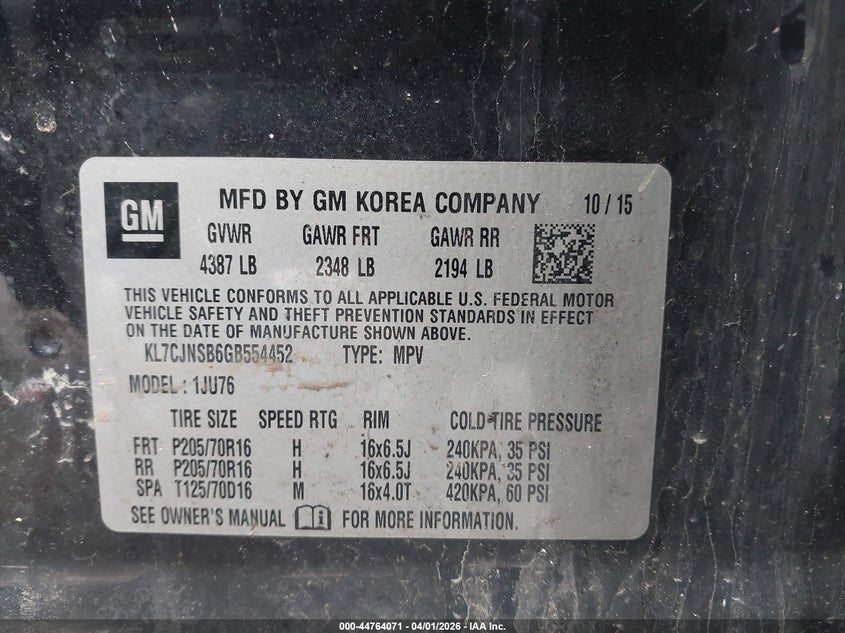 GM MFD BY GM KOREA COMPANY 10 / 15
GVWR GAWR FRT GAWR RR
4387 LB 2348 LB 2194 LB
THIS VEHICLE CONFORMS TO ALL APPLICABLE U.S. FEDERAL MOTOR
VEHICLE SAFETY AND THEFT PREVENTION STANDARDS IN EFFECT
ON THE DATE OF MANUFACTURE SHOWN ABOVE.
KL7CJNSB6GB554452 TYPE: MPV
MODEL : 1JU76
TIRE SIZE SPEED RTG RIM COLD TIRE PRESSURE
FRT P205/70R16 H 16x6.5J 240KPA, 35 PSI
RR P205/70R16 H 16x6.5J 240KPA, 35 PSI
SPA T125/70D16 M 16x4.0T 420KPA, 60 PSI
SEE OWNER'S MANUAL FOR MORE INFORMATION.
000-44764071 - 04/01/2026 - IAA Inc.